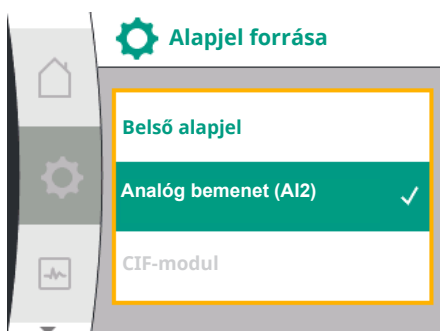 Alapjel forrása
Belső alapjel
Analóg bemenet (AI2)
CIF-modul